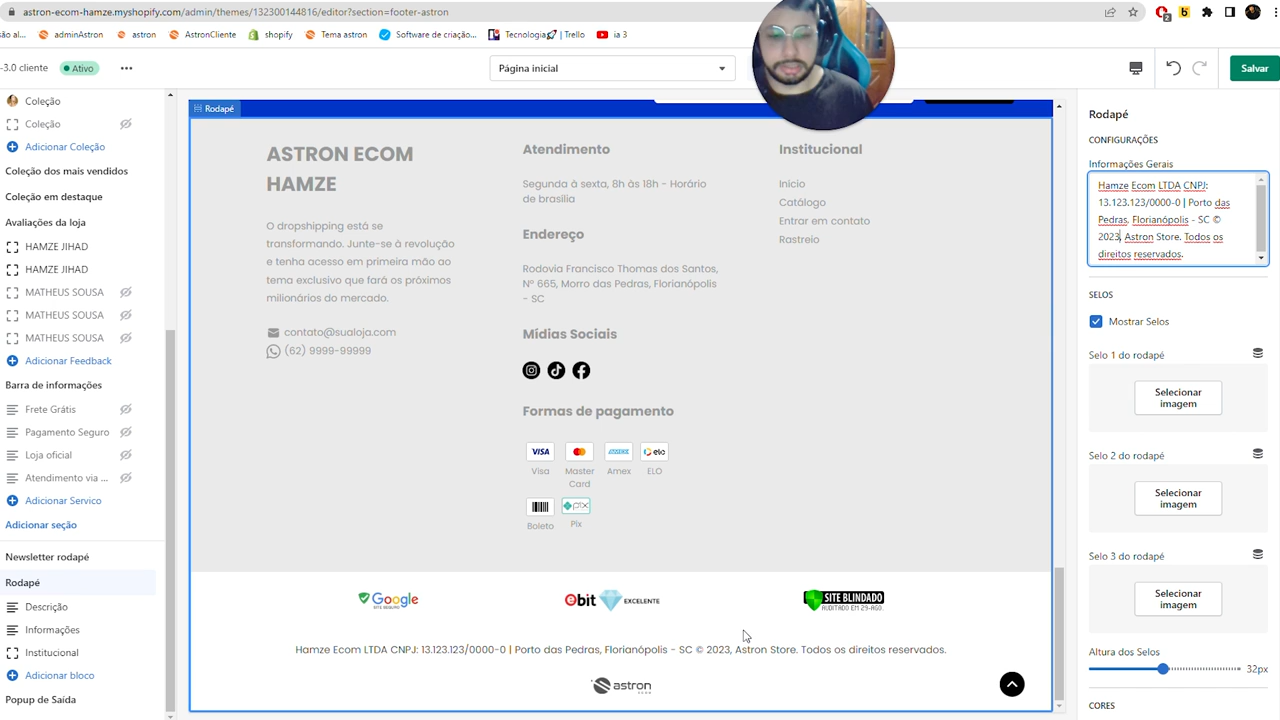 astron-ecom-hamze.myshopify.com/admin/themes/132300144816/editor?section=footer-astron
2
são al...
adminAstron
astron
AstronCliente
shopify
Tema astron
Software de criação...
Tecnologia🚀 | Trello
ia 3
-3.0 cliente
Ativo
Página inicial
Salvar
Coleção
Coleção
Adicionar Coleção
Coleção dos mais vendidos
Coleção em destaque
Avaliações da loja
HAMZE JIHAD
HAMZE JIHAD
MATHEUS SOUSA
MATHEUS SOUSA
MATHEUS SOUSA
Adicionar Feedback
Barra de informações
Frete Grátis
Pagamento Seguro
Loja oficial
Atendimento via ...
Adicionar Servico
Adicionar seção
Newsletter rodapé
Rodapé
Descrição
Informações
Institucional
Adicionar bloco
Popup de Saída
Rodapé
ASTRON ECOM
HAMZE
O dropshipping está se
transformando. Junte-se à revolução
e tenha acesso em primeira mão ao
tema exclusivo que fará os próximos
milionários do mercado.
contato@sualoja.com
(62) 9999-99999
Atendimento
Segunda à sexta, 8h às 18h - Horário
de brasília
Endereço
Rodovia Francisco Thomas dos Santos,
Nº 665, Morro das Pedras, Florianópolis
- SC
Mídias Sociais
Formas de pagamento
VISA
AMEX
elo
Visa
Master
Card
Amex
ELO
pix
Boleto
Pix
Institucional
Inicio
Catálogo
Entrar em contato
Rastreio
Google
SITE SEGURO
ebit
EXCELENTE
SITE BLINDADO
AUDITADO EM 29-AGO.
Hamze Ecom LTDA CNPJ: 13.123.123/0000-0 | Porto das Pedras, Florianópolis - SC © 2023, Astron Store. Todos os direitos reservados.
astron
Rodapé
CONFIGURAÇÕES
Informações Gerais
Hamze Ecom LTDA CNPJ:
13.123.123/0000-0 | Porto das
Pedras, Florianópolis - SC ©
2023, Astron Store. Todos os
direitos reservados.
SELOS
Mostrar Selos
Selo 1 do rodapé
Selecionar
imagem
Selo 2 do rodapé
Selecionar
imagem
Selo 3 do rodapé
Selecionar
imagem
Altura dos Selos
32px
CORES